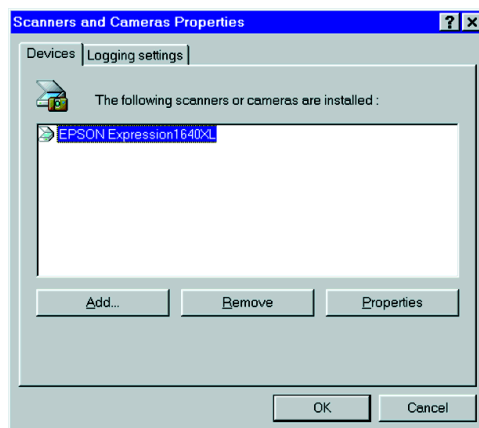 Scanners and Cameras Properties
Devices Logging settings
The following scanners or cameras are installed :
EPSON Expression1640XL
Add... Remove Properties
OK Cancel